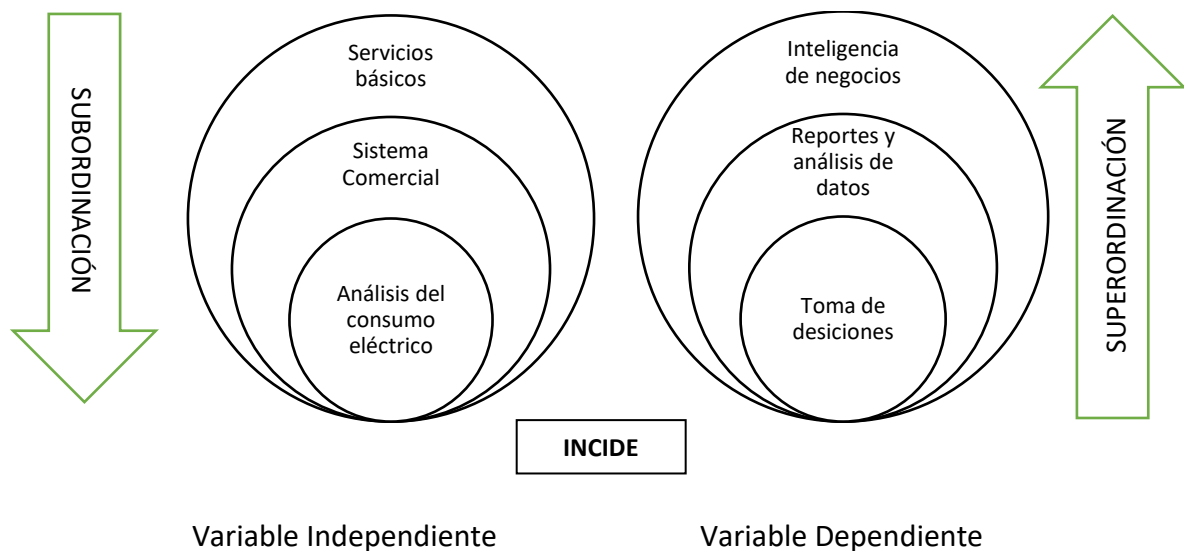 SUBORDINACIÓN
Servicios
básicos
Sistema
Comercial
Análisis del
consumo
eléctrico
Inteligencia
de negocios
Reportes y
análisis de
datos
Toma de
desiciones
SUPERORDINACIÓN
INCIDE
Variable Independiente
Variable Dependiente